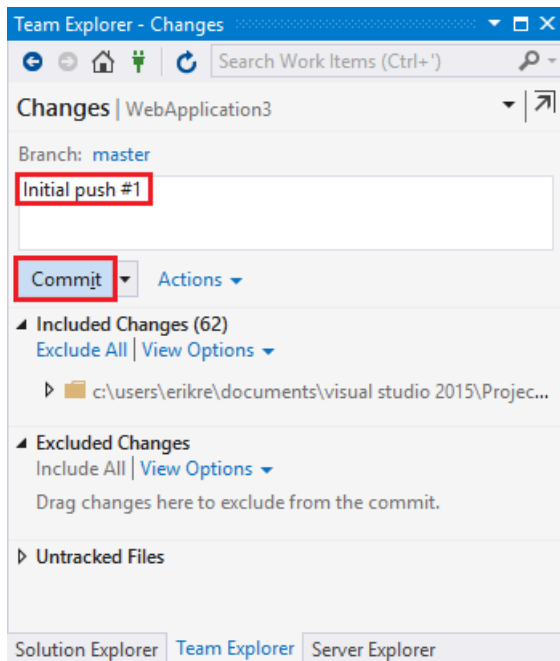 Team Explorer - Changes
Search Work Items (Ctrl+')
Changes | WebApplication3
Branch: master
Initial push #1
Commit Actions
Included Changes (62)
Exclude All | View Options
c:\users\erikre\documents\visual studio 2015\Projec...
Excluded Changes
Include All | View Options
Drag changes here to exclude from the commit.
Untracked Files
Solution Explorer Team Explorer Server Explorer